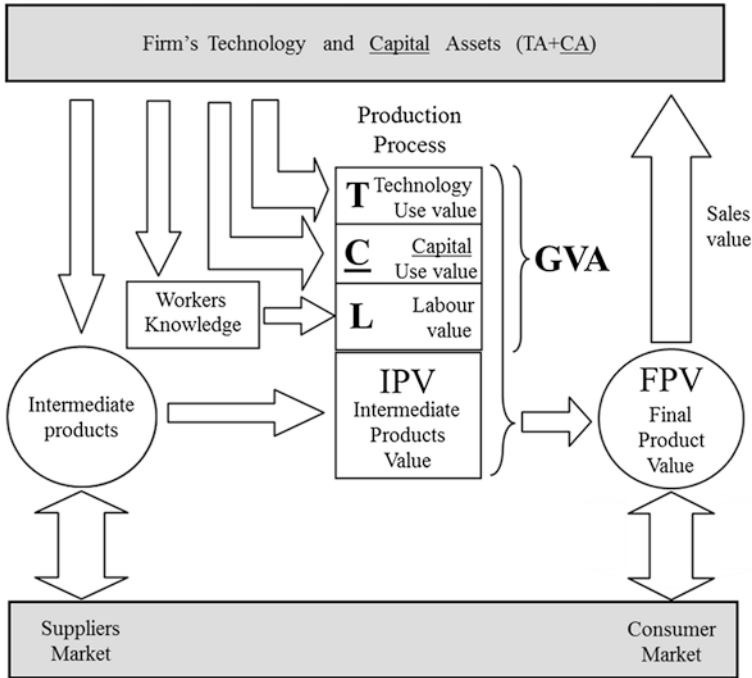 Firm's Technology and Capital Assets (TA+CA)
Production
Process
T Technology
Use value
C Capital
Use value
L Labour
value
GVA
Sales
value
Workers
Knowledge
Intermediate
products
IPV
Intermediate
Products
Value
FPV
Final
Product
Value
Suppliers
Market
Consumer
Market